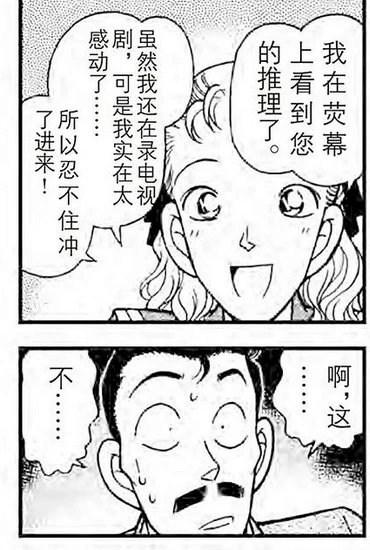 我在荧幕
上看到您
的推理了。
虽然我还在录电视
剧，可是我实在太
感动了……
所以忍不住冲
了进来！
啊，这
……
不……